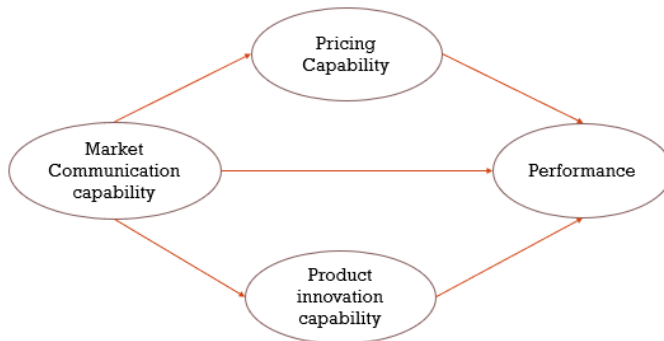 Pricing
Capability
Market
Communication
capability
Performance
Product
innovation
capability